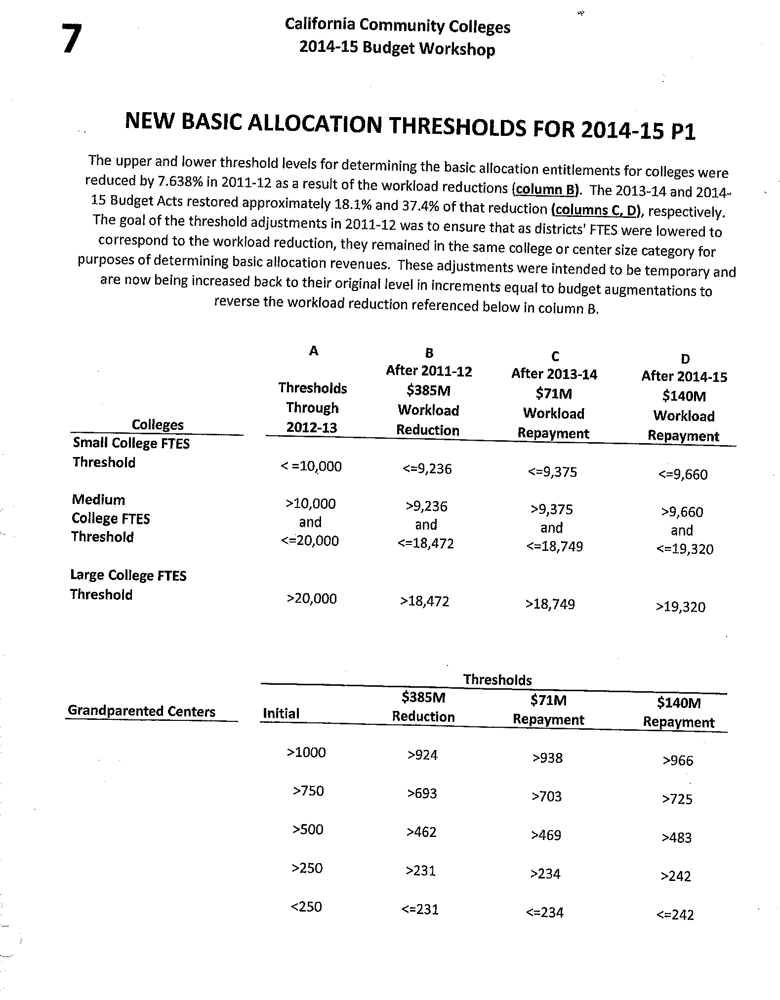 7
California Community Colleges
2014-15 Budget Workshop
NEW BASIC ALLOCATION THRESHOLDS FOR 2014-15 P1
The upper and lower threshold levels for determining the basic allocation entitlements for colleges were
reduced by 7.638% in 2011-12 as a result of the workload reductions (column B). The 2013-14 and 2014-
15 Budget Acts restored approximately 18.1% and 37.4% of that reduction (columns C, D), respectively.
The goal of the threshold adjustments in 2011-12 was to ensure that as districts' FTES were lowered to
correspond to the workload reduction, they remained in the same college or center size category for
purposes of determining basic allocation revenues. These adjustments were intended to be temporary and
are now being increased back to their original level in increments equal to budget augmentations to
reverse the workload reduction referenced below in column B.
A B C D
After 2011-12 After 2013-14 After 2014-15
Thresholds $385M $71M $140M
Through Workload Workload Workload
Colleges 2012-13 Reduction Repayment Repayment
Small College FTES
Threshold < =10,000 <=9,236 <=9,375 <=9,660
Medium >10,000 >9,236 >9,375 >9,660
College FTES and and and and
Threshold <=20,000 <=18,472 <=18,749 <=19,320
Large College FTES
Threshold >20,000 >18,472 >18,749 >19,320
Thresholds
$385M $71M $140M
Grandparented Centers Initial Reduction Repayment Repayment
>1000 >924 >938 >966
>750 >693 >703 >725
>500 >462 >469 >483
>250 >231 >234 >242
<250 <=231 <=234 <=242